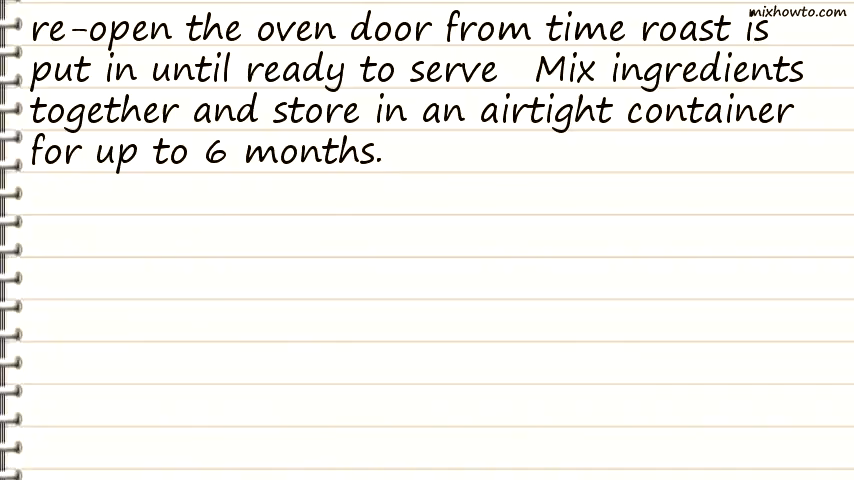 mixhowto.com
re-open the oven door from time roast is
put in until ready to serve   Mix ingredients
together and store in an airtight container
for up to 6 months.